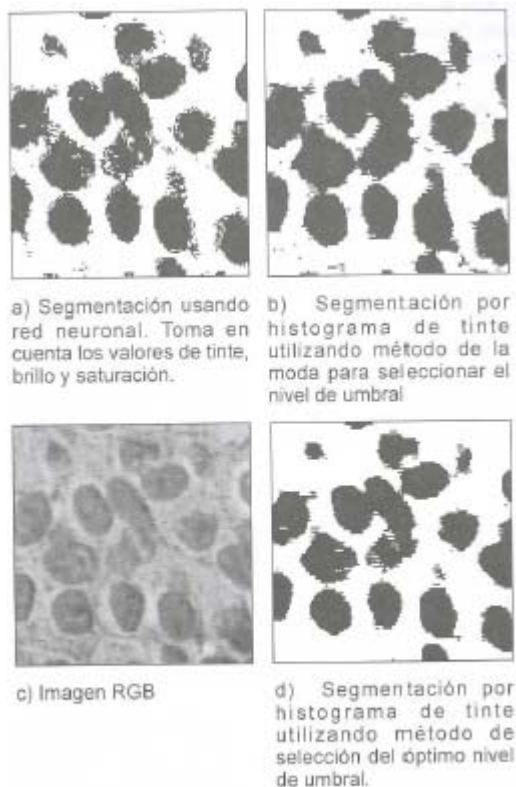 a) Segmentación usando
red neuronal. Toma en
cuenta los valores de tinte,
brillo y saturación.
b) Segmentación por
histograma de tinte
utilizando método de la
moda para seleccionar el
nivel de umbral
c) Imagen RGB
d) Segmentación por
histograma de tinte
utilizando método de
selección del óptimo nivel
de umbral.